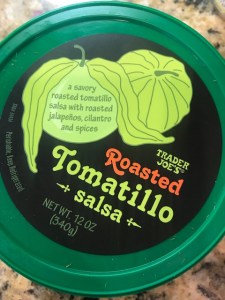 a savory
roasted tomatillo
salsa with roasted
jalapeños, cilantro
and spices
TRADER
JOE'S
Roasted
Tomatillo
salsa
NET WT. 12 OZ
(340g)
Perishable, Keep Refrigerated